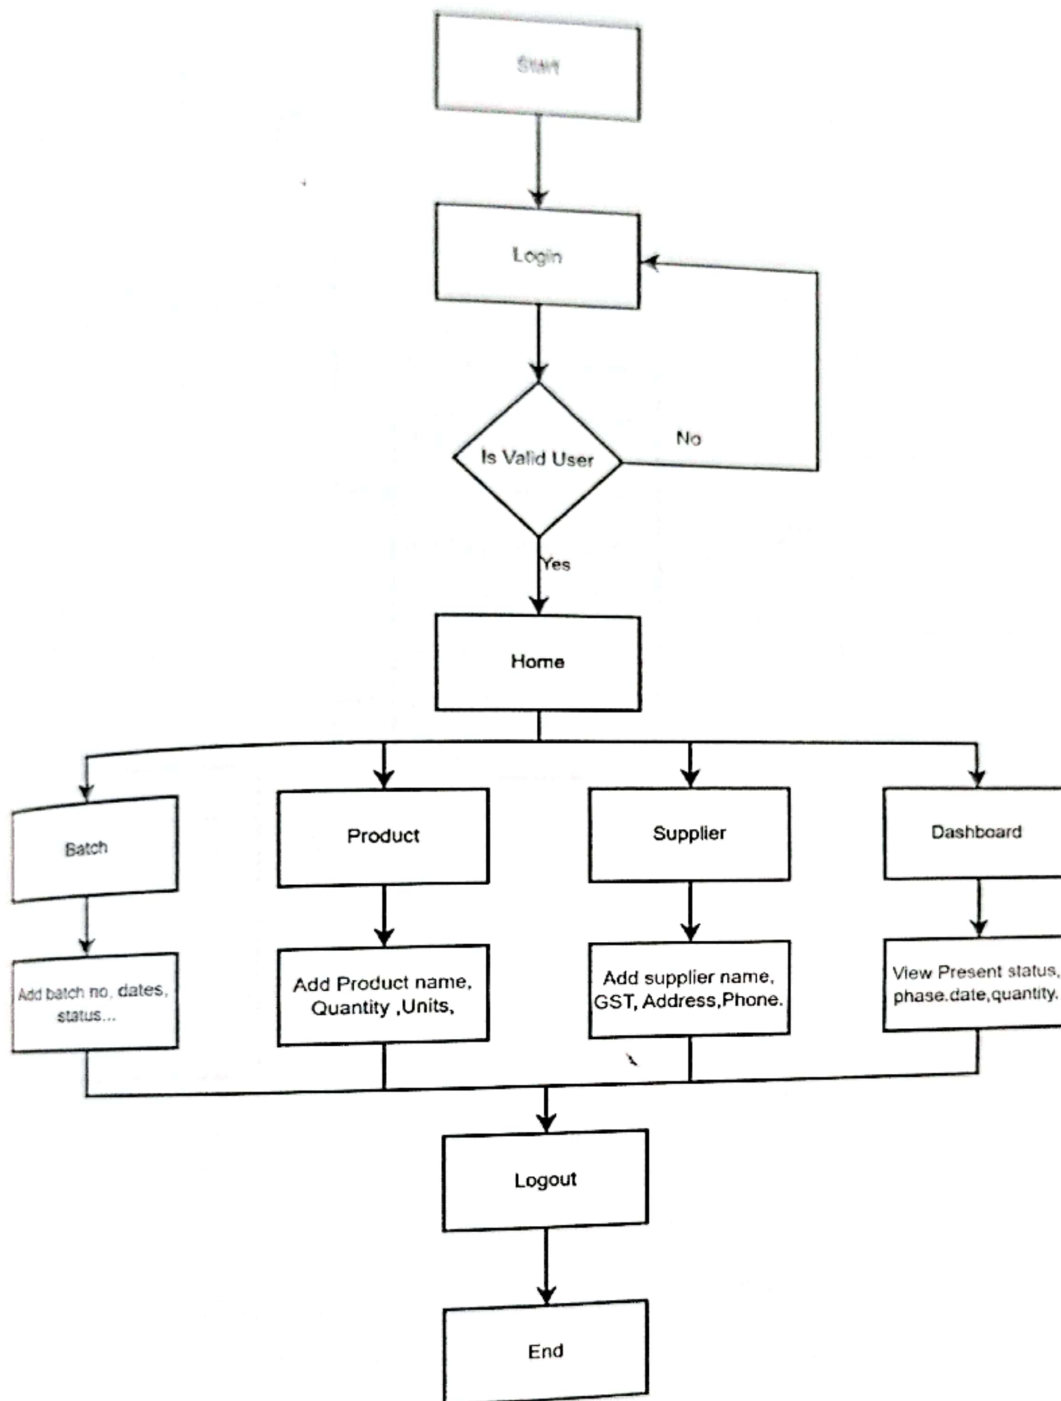 Start
Login
Is Valid User
No
Yes
Home
Batch
Product
Supplier
Dashboard
Add batch no, dates,
status...
Add Product name,
Quantity ,Units,
Add supplier name,
GST, Address,Phone.
View Present status,
phase.date,quantity.
Logout
End